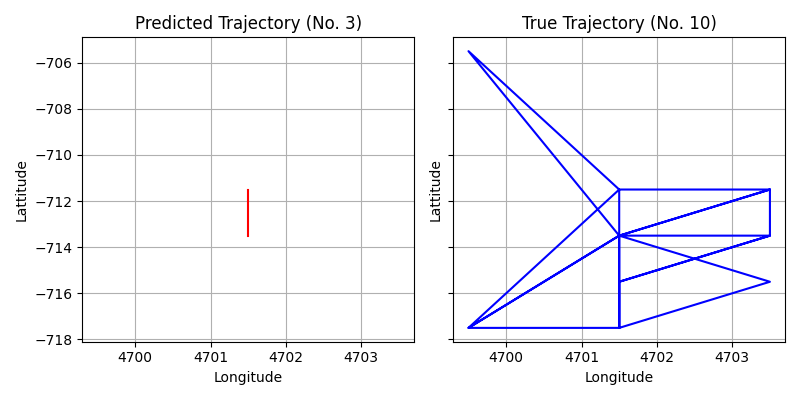 Predicted Trajectory (No. 3)
True Trajectory (No. 10)
−706
−708
−710
−712
−714
−716
−718
Lattitude
Lattitude
4700
4701
4702
4703
4700
4701
4702
4703
Longitude
Longitude